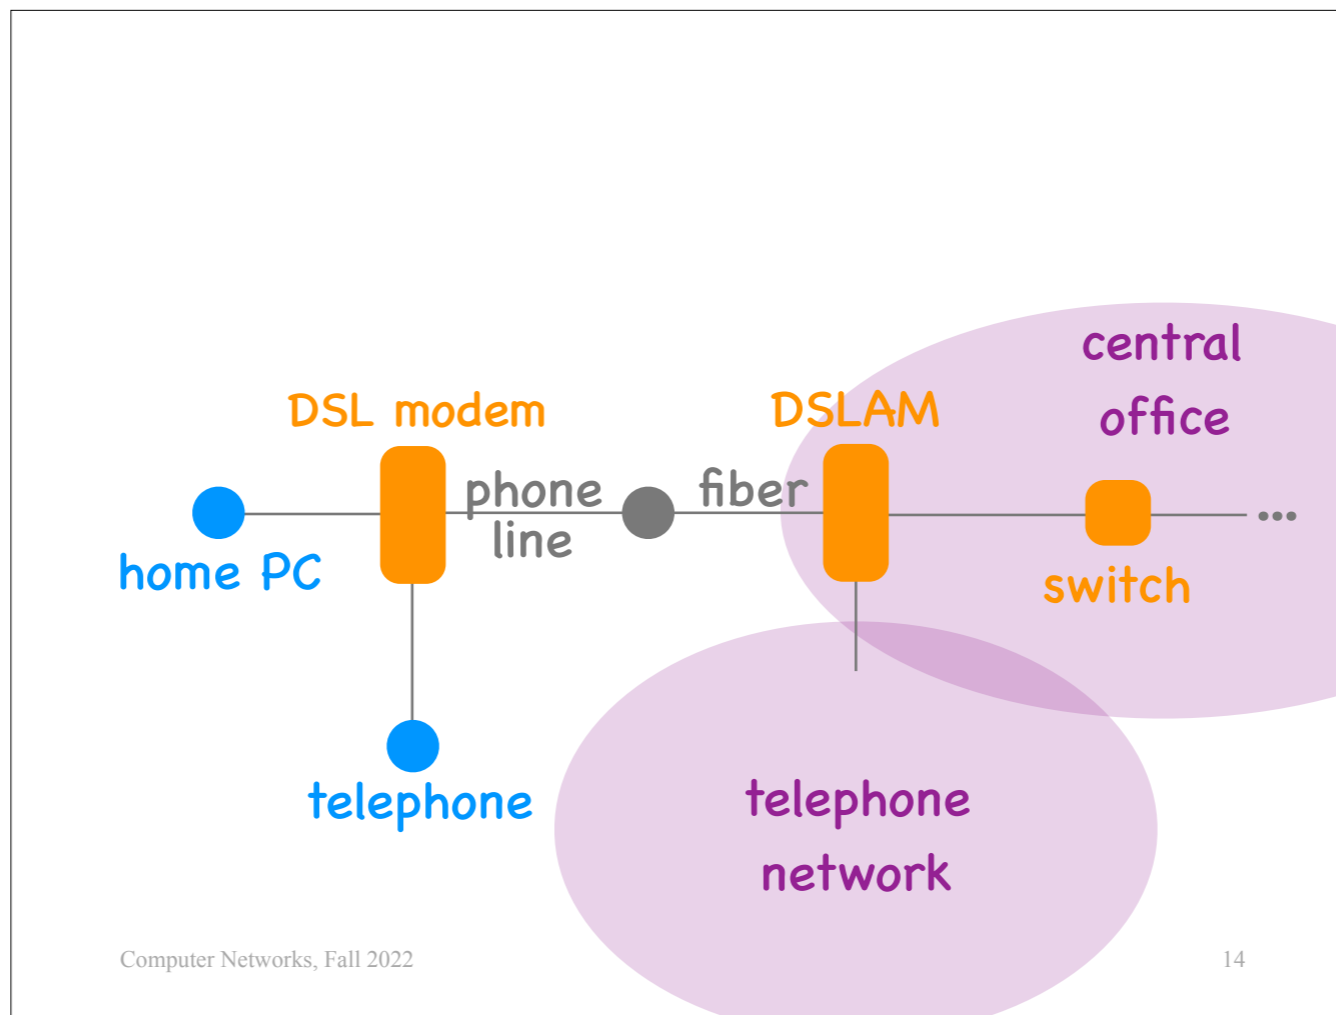 central
office
DSL modem
DSLAM
phone
line
fiber
home PC
switch
telephone
telephone
network
Computer Networks, Fall 2022
14